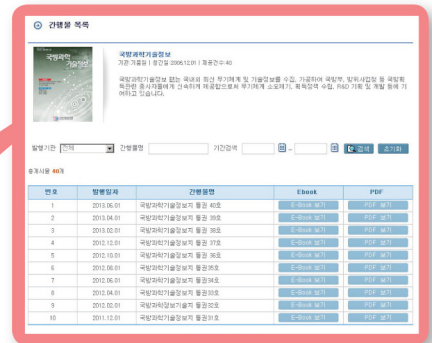 간행물 목록
국방과학
기술정보
국방과학기술정보
기관:기품원 | 창간일:2006.12.01 | 제공건수:40
국방과학기술정보 없는 국내외 최신 무기체계 및 기술정보를 수집, 가공하여 국방부, 방위사업청 등 국방획
득관련 종사자들에게 신속하게 제공함으로써 무기체계 소요제기, 획득정책 수립, R&D 기획 및 개발 등에 기
여하고 있습니다.
발행기관 전체 간행물명 기간검색 - 검색 초기화
총게시물 40개
번호 발행일자 간행물명 Ebook PDF
1 2013.06.01 국방과학기술정보지 통권 40호 E-Book 보기 PDF 보기
2 2013.04.01 국방과학기술정보지 통권 39호 E-Book 보기 PDF 보기
3 2013.02.01 국방과학기술정보지 통권 38호 E-Book 보기 PDF 보기
4 2012.12.01 국방과학기술정보지 통권 37호 E-Book 보기 PDF 보기
5 2012.10.01 국방과학기술정보지 통권 36호 E-Book 보기 PDF 보기
6 2012.08.01 국방과학기술정보지 통권35호 E-Book 보기 PDF 보기
7 2012.06.01 국방과학기술정보지 통권34호 E-Book 보기 PDF 보기
8 2012.04.01 국방과학기술정보지 통권33호 E-Book 보기 PDF 보기
9 2012.02.01 국방과학정보기술지 통권32호 E-Book 보기 PDF 보기
10 2011.12.01 국방과학기술정보지 통권31호 E-Book 보기 PDF 보기